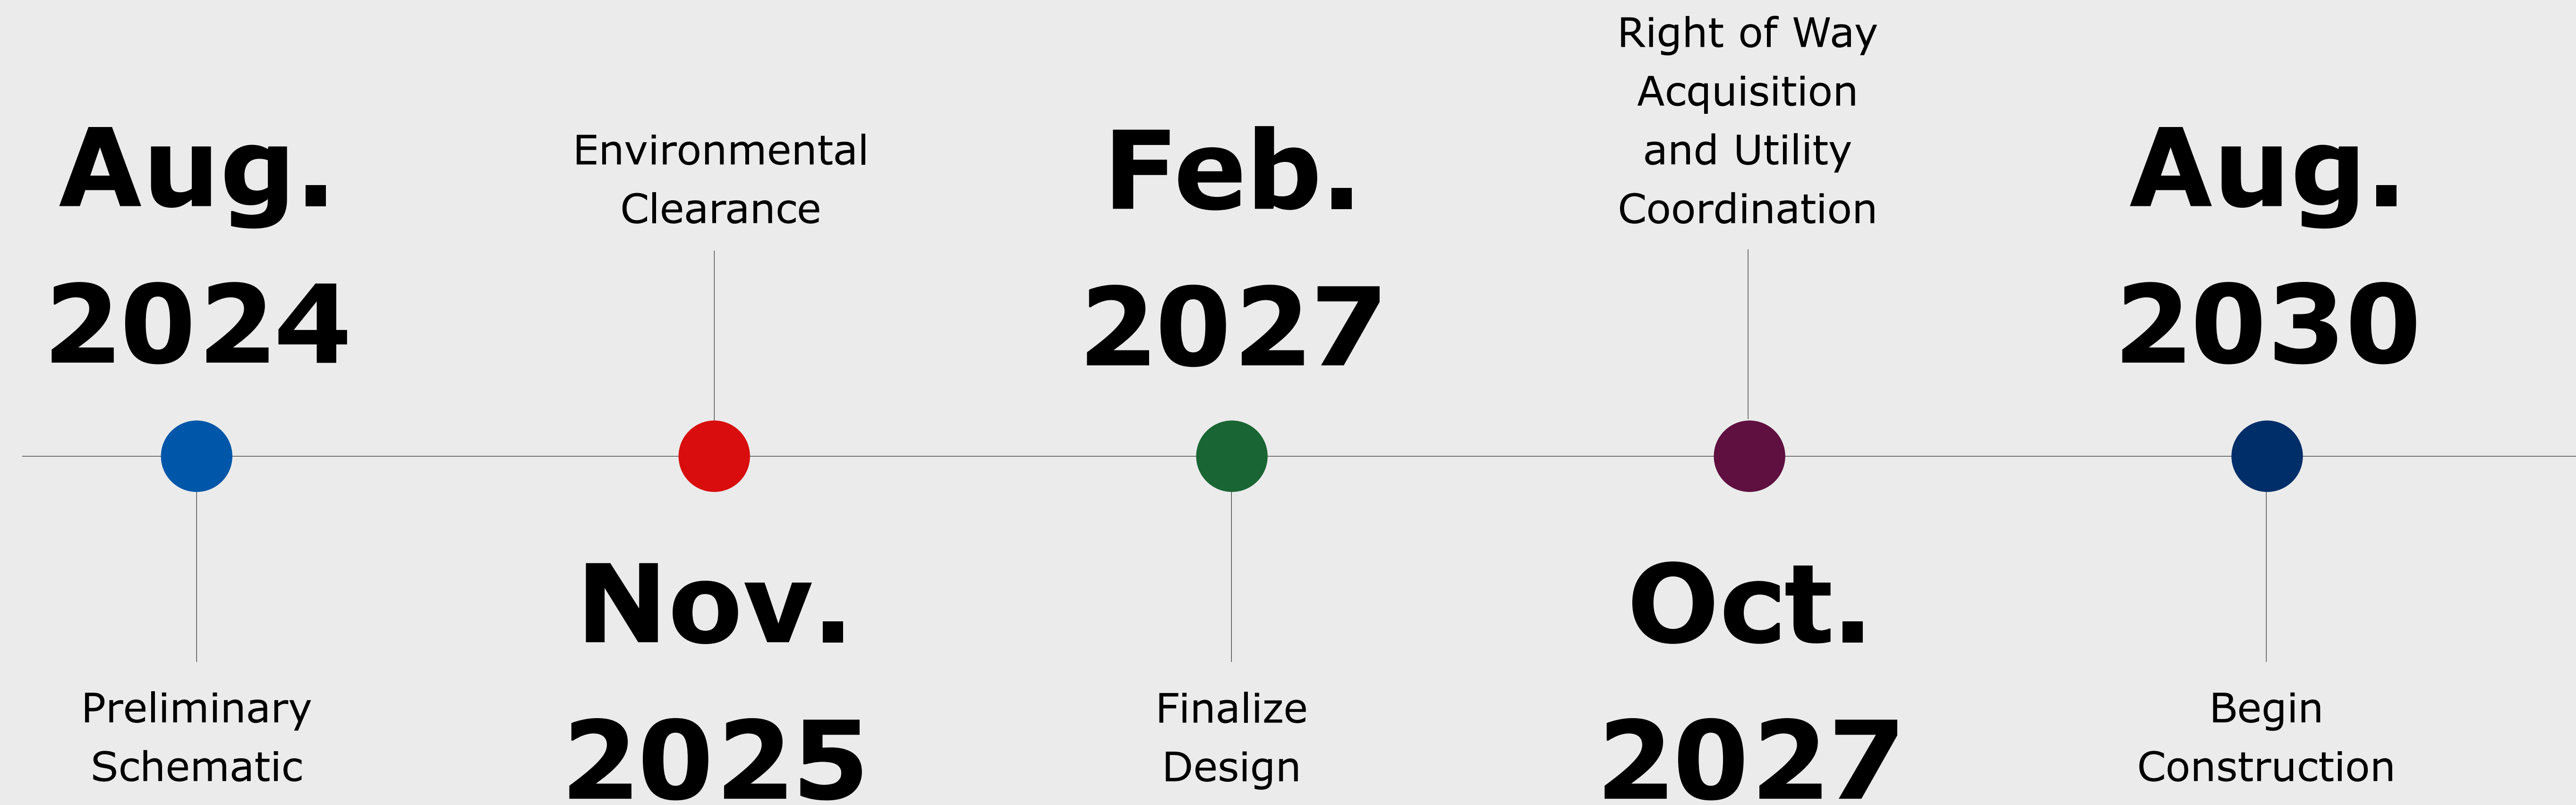 Aug.
2024
Preliminary
Schematic
Environmental
Clearance
Nov.
2025
Feb.
2027
Finalize
Design
Right of Way
Acquisition
and Utility
Coordination
Oct.
2027
Aug.
2030
Begin
Construction